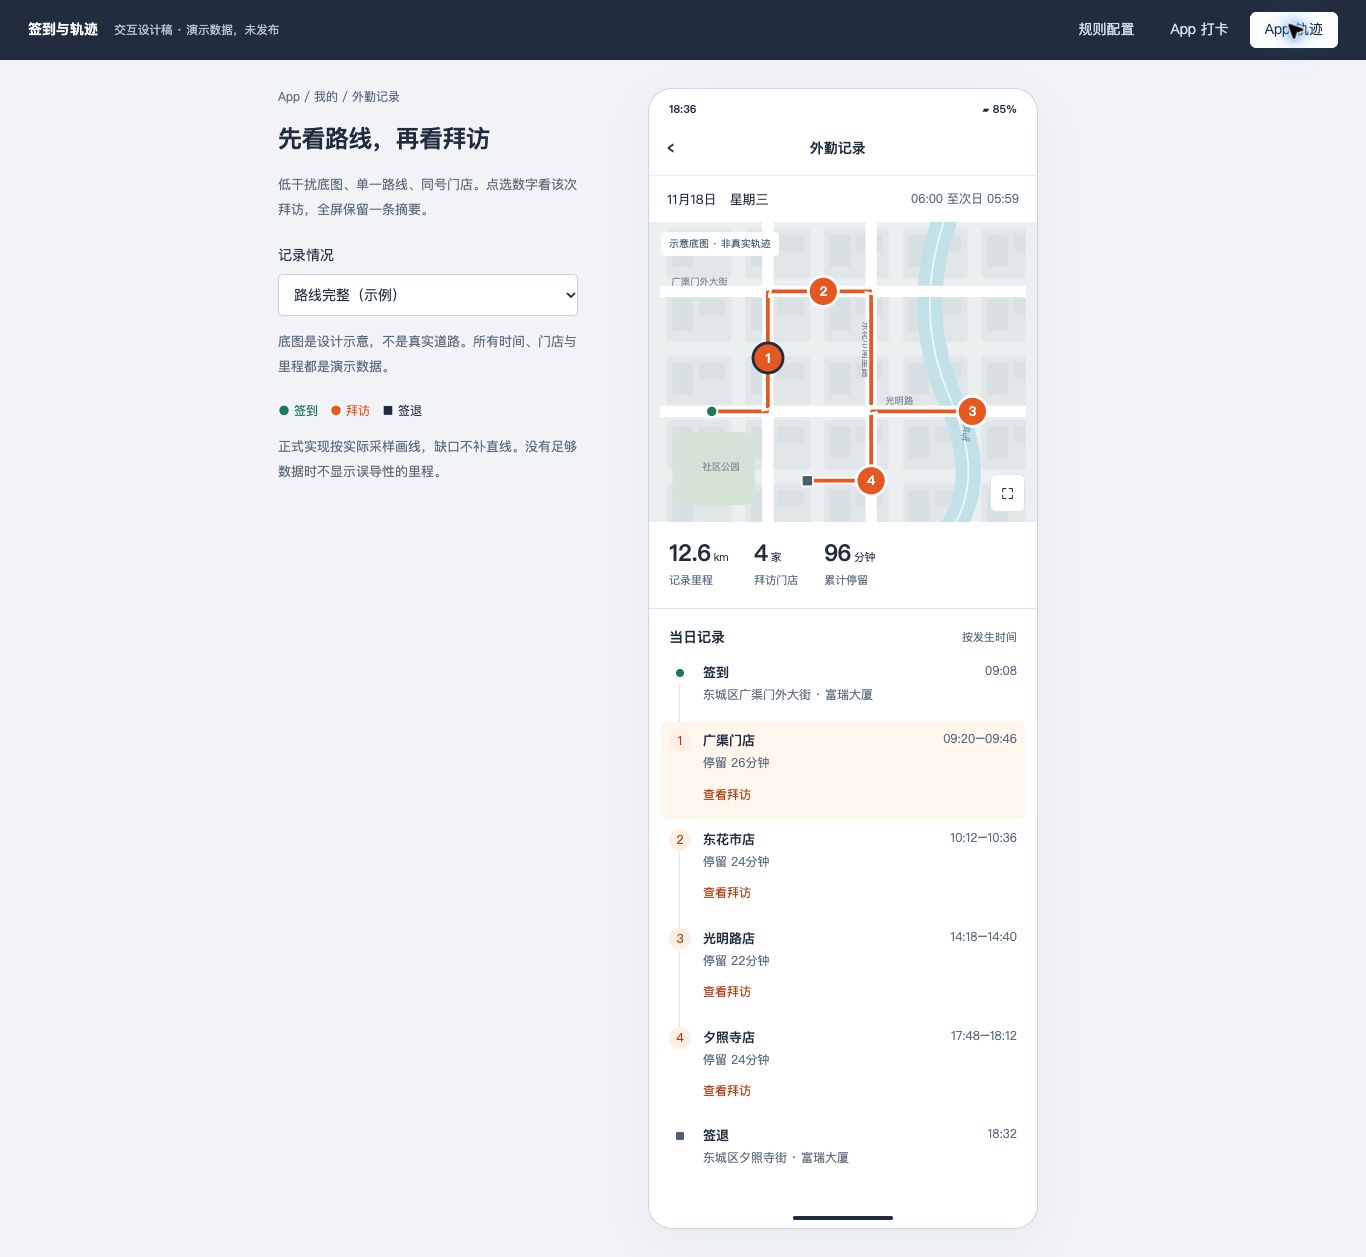 签到与轨迹
交互设计稿 · 演示数据，未发布
规则配置
App 打卡
App 轨迹
App / 我的 / 外勤记录
先看路线，再看拜访
低干扰底图、单一路线、同号门店。点选数字看该次
拜访，全屏保留一条摘要。
记录情况
路线完整（示例）
底图是设计示意，不是真实道路。所有时间、门店与
里程都是演示数据。
签到 拜访 签退
正式实现按实际采样画线，缺口不补直线。没有足够
数据时不显示误导性的里程。
18:36
85%
外勤记录
11月18日 星期三
06:00 至次日 05:59
示意底图 · 非真实轨迹
广渠门外大街
2
1
光明路
3
社区公园
4
12.6 km
记录里程
4 家
拜访门店
96 分钟
累计停留
当日记录
按发生时间
签到
09:08
东城区广渠门外大街 · 富瑞大厦
1
广渠门店
09:20—09:46
停留 26分钟
查看拜访
2
东花市店
10:12—10:36
停留 24分钟
查看拜访
3
光明路店
14:18—14:40
停留 22分钟
查看拜访
4
夕照寺店
17:48—18:12
停留 24分钟
查看拜访
签退
18:32
东城区夕照寺街 · 富瑞大厦